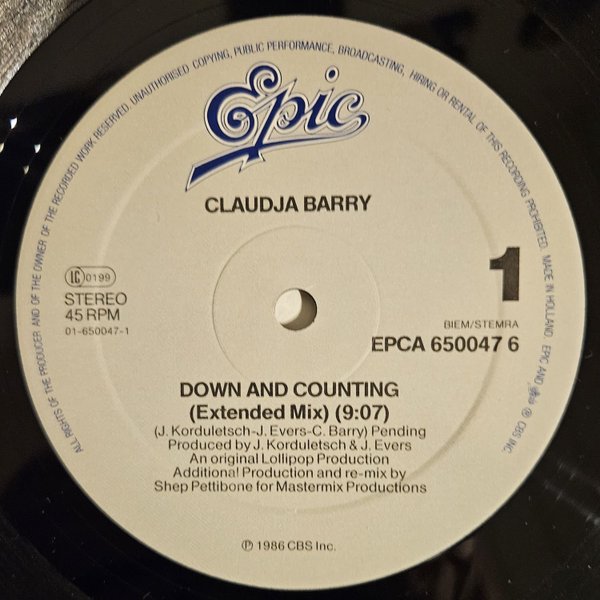 ALL RIGHTS OF THE PRODUCER AND OF THE OWNER OF THE RECORDED WORK RESERVED. UNAUTHORISED COPYING, PUBLIC PERFORMANCE, BROADCASTING, HIRING OR RENTAL OF THIS RECORDING PROHIBITED. MADE IN HOLLAND. EPIC AND ® CBS INC.
Epic
CLAUDJA BARRY
1
LC 0199
STEREO
45 RPM
01-650047-1
BIEM/STEMRA
EPCA 650047 6
DOWN AND COUNTING
(Extended Mix) (9:07)
(J. Korduletsch-J. Evers-C. Barry) Pending
Produced by J. Korduletsch & J. Evers
An original Lollipop Production
Additional Production and re-mix by
Shep Pettibone for Mastermix Productions
℗ 1986 CBS Inc.